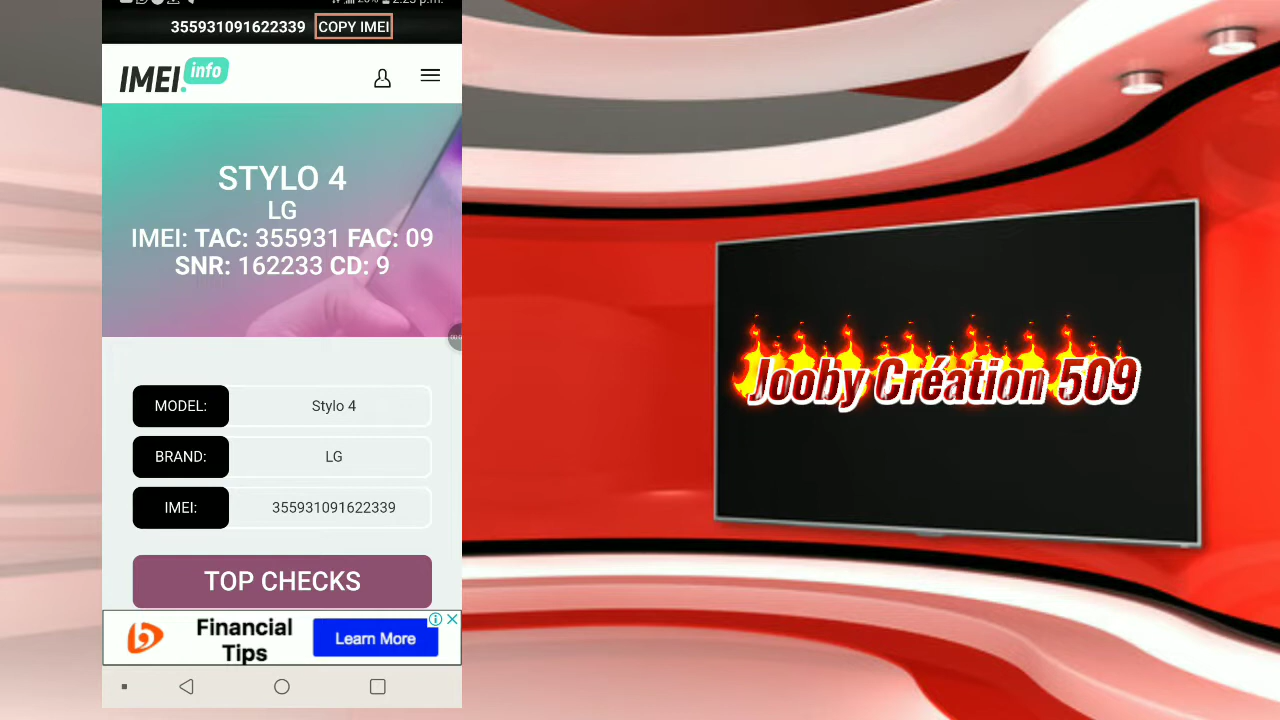 355931091622339 COPY IMEI
IMEI.info
STYLO 4
LG
IMEI: TAC: 355931 FAC: 09
SNR: 162233 CD: 9
MODEL: Stylo 4
BRAND: LG
IMEI: 355931091622339
TOP CHECKS
Financial
Tips
Learn More
Jooby Création 509